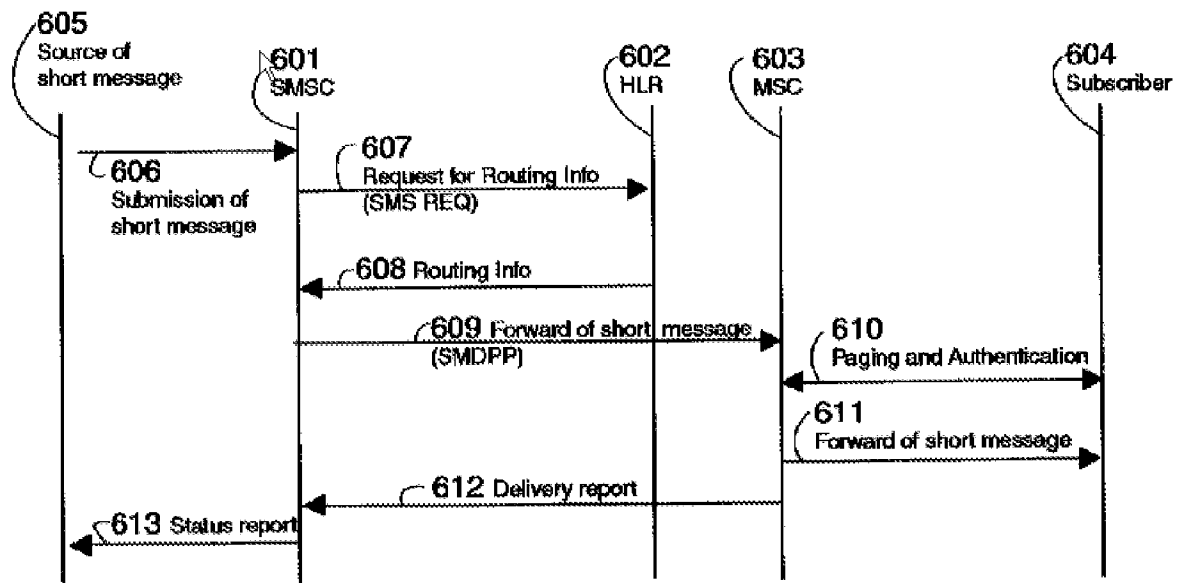 605
Source of
short message
601
SMSC
602
HLR
603
MSC
604
Subscriber
606
Submission of
short message
607
Request for Routing Info
(SMS REQ)
608 Routing Info
609 Forward of short message
(SMDPP)
610
Paging and Authentication
611
Forward of short message
612 Delivery report
613 Status report